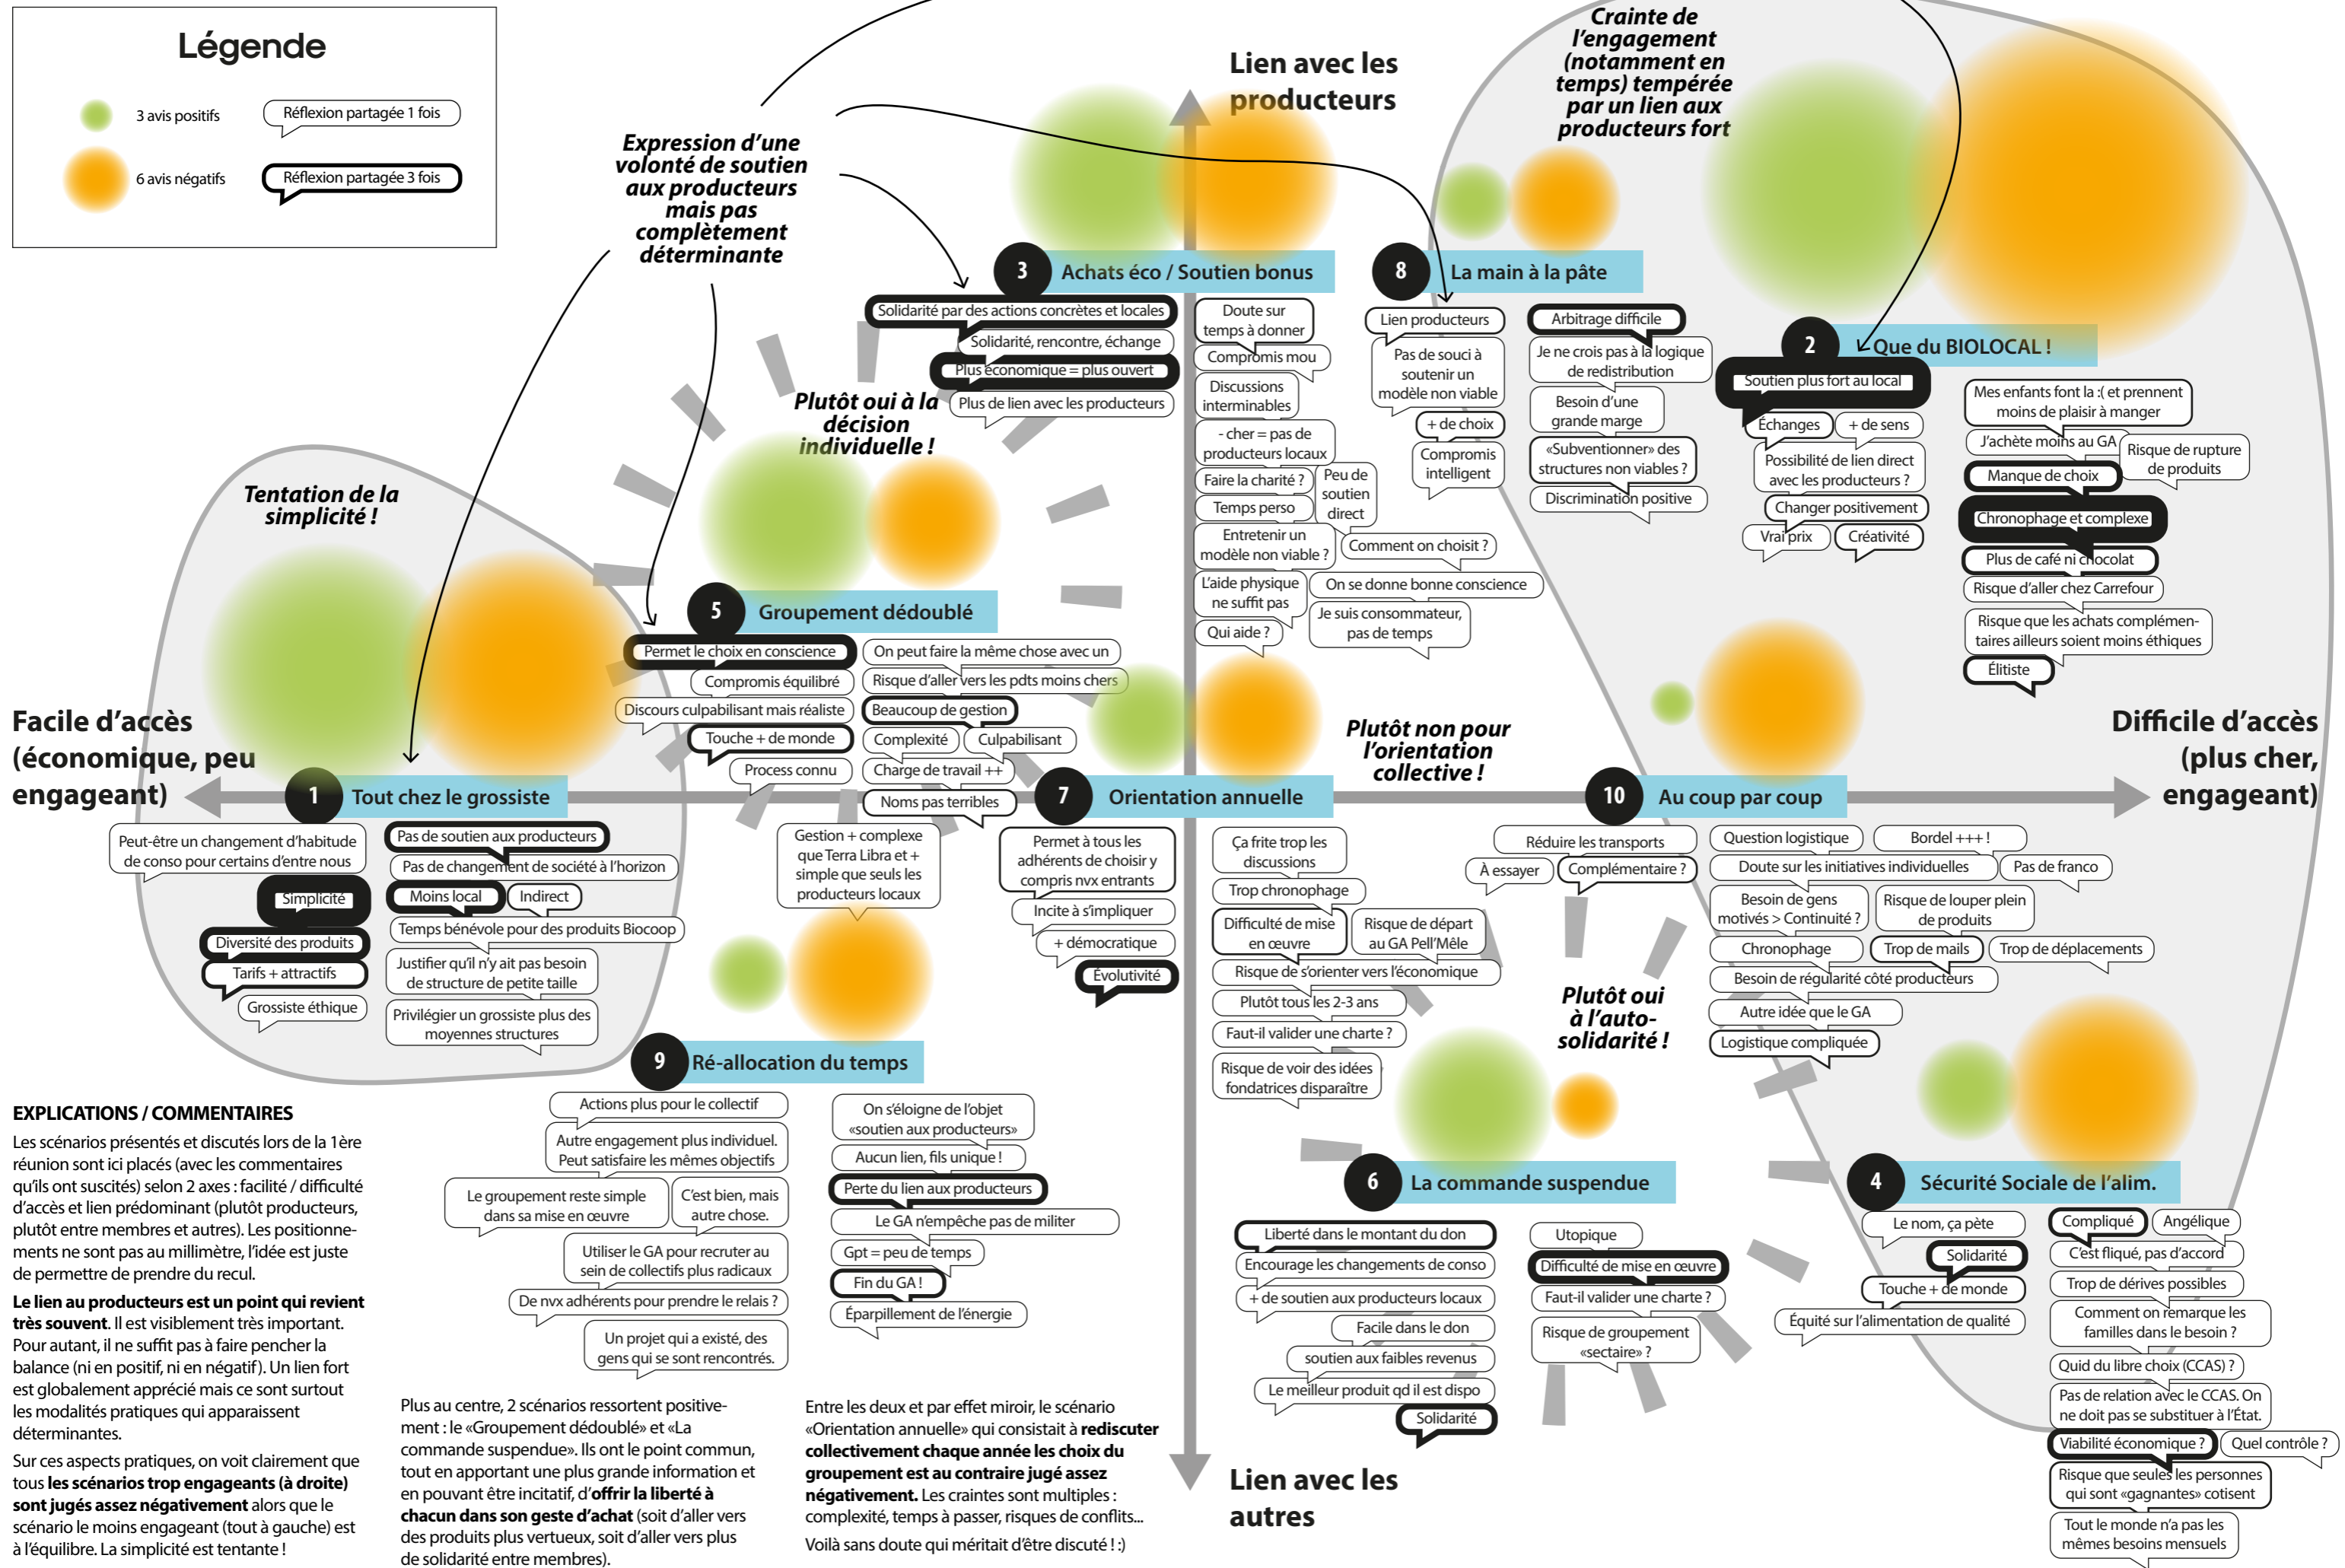 Légende
3 avis positifs
Réflexion partagée 1 fois
6 avis négatifs
Réflexion partagée 3 fois
Expression d’une
volonté de soutien
aux producteurs
mais pas
complètement
déterminante
Lien avec les
producteurs
Crainte de
l’engagement
(notamment en
temps) tempérée
par un lien aux
producteurs fort
3
Achats éco / Soutien bonus
Solidarité par des actions concrètes et locales
Solidarité, rencontre, échange
Plus économique = plus ouvert
Plus de lien avec les producteurs
Doute sur
temps à donner
Compromis mou
Discussions
interminables
- cher = pas de
producteurs locaux
Faire la charité ?
Peu de
soutien
direct
Temps perso
Entretenir un
modèle non viable ?
Comment on choisit ?
L’aide physique
ne suffit pas
On se donne bonne conscience
Qui aide ?
Je suis consommateur,
pas de temps
8
La main à la pâte
Lien producteurs
Pas de souci à
soutenir un
modèle non viable
+ de choix
Compromis
intelligent
Arbitrage difficile
Je ne crois pas à la logique
de redistribution
Besoin d’une
grande marge
«Subventionner» des
structures non viables ?
Discrimination positive
2
Que du BIOLOCAL !
Soutien plus fort au local
Échanges
+ de sens
Possibilité de lien direct
avec les producteurs ?
Changer positivement
Vrai prix
Créativité
Mes enfants font la :( et prennent
moins de plaisir à manger
J’achète moins au GA
Risque de rupture
de produits
Manque de choix
Chronophage et complexe
Plus de café ni chocolat
Risque d’aller chez Carrefour
Risque que les achats complémen-
taires ailleurs soient moins éthiques
Élitiste
Plutôt oui à la
décision
individuelle !
Tentation de la
simplicité !
5
Groupement dédoublé
Permet le choix en conscience
Compromis équilibré
Discours culpabilisant mais réaliste
Touche + de monde
Process connu
On peut faire la même chose avec un
Risque d’aller vers les pdts moins chers
Beaucoup de gestion
Complexité
Culpabilisant
Charge de travail ++
Noms pas terribles
Gestion + complexe
que Terra Libra et +
simple que seuls les
producteurs locaux
Facile d’accès
(économique, peu
engageant)
Difficile d’accès
(plus cher,
engageant)
Plutôt non pour
l’orientation
collective !
1
Tout chez le grossiste
Peut-être un changement d’habitude
de conso pour certains d’entre nous
Simplicité
Diversité des produits
Tarifs + attractifs
Grossiste éthique
Pas de soutien aux producteurs
Pas de changement de société à l’horizon
Moins local
Indirect
Temps bénévole pour des produits Biocoop
Justifier qu’il n’y ait pas besoin
de structure de petite taille
Privilégier un grossiste plus des
moyennes structures
7
Orientation annuelle
Permet à tous les
adhérents de choisir y
compris nvx entrants
Incite à s’impliquer
+ démocratique
Évolutivité
Ça frite trop les
discussions
Trop chronophage
Difficulté de mise
en œuvre
Risque de départ
au GA Pell’Mêle
Risque de s’orienter vers l’économique
Plutôt tous les 2-3 ans
Faut-il valider une charte ?
Risque de voir des idées
fondatrices disparaître
10
Au coup par coup
Réduire les transports
À essayer
Complémentaire ?
Question logistique
Bordel +++ !
Doute sur les initiatives individuelles
Pas de franco
Besoin de gens
motivés > Continuité ?
Risque de louper plein
de produits
Chronophage
Trop de mails
Trop de déplacements
Besoin de régularité côté producteurs
Autre idée que le GA
Logistique compliquée
Plutôt oui
à l’auto-
solidarité !
9
Ré-allocation du temps
Actions plus pour le collectif
Autre engagement plus individuel.
Peut satisfaire les mêmes objectifs
Le groupement reste simple
dans sa mise en œuvre
C’est bien, mais
autre chose.
Utiliser le GA pour recruter au
sein de collectifs plus radicaux
De nvx adhérents pour prendre le relais ?
Un projet qui a existé, des
gens qui se sont rencontrés.
On s’éloigne de l’objet
«soutien aux producteurs»
Aucun lien, fils unique !
Perte du lien aux producteurs
Le GA n’empêche pas de militer
Gpt = peu de temps
Fin du GA !
Éparpillement de l’énergie
6
La commande suspendue
Liberté dans le montant du don
Encourage les changements de conso
+ de soutien aux producteurs locaux
Facile dans le don
soutien aux faibles revenus
Le meilleur produit qd il est dispo
Solidarité
Utopique
Difficulté de mise en œuvre
Faut-il valider une charte ?
Risque de groupement
«sectaire» ?
4
Sécurité Sociale de l’alim.
Le nom, ça pète
Solidarité
Touche + de monde
Équité sur l’alimentation de qualité
Compliqué
Angélique
C’est fliqué, pas d’accord
Trop de dérives possibles
Comment on remarque les
familles dans le besoin ?
Quid du libre choix (CCAS) ?
Pas de relation avec le CCAS. On
ne doit pas se substituer à l’État.
Viabilité économique ?
Quel contrôle ?
Risque que seules les personnes
qui sont «gagnantes» cotisent
Tout le monde n’a pas les
mêmes besoins mensuels
Lien avec les
autres
EXPLICATIONS / COMMENTAIRES
Les scénarios présentés et discutés lors de la 1ère
réunion sont ici placés (avec les commentaires
qu’ils ont suscités) selon 2 axes : facilité / difficulté
d’accès et lien prédominant (plutôt producteurs,
plutôt entre membres et autres). Les positionne-
ments ne sont pas au millimètre, l’idée est juste
de permettre de prendre du recul.
Le lien au producteurs est un point qui revient
très souvent. Il est visiblement très important.
Pour autant, il ne suffit pas à faire pencher la
balance (ni en positif, ni en négatif). Un lien fort
est globalement apprécié mais ce sont surtout
les modalités pratiques qui apparaissent
déterminantes.
Sur ces aspects pratiques, on voit clairement que
tous les scénarios trop engageants (à droite)
sont jugés assez négativement alors que le
scénario le moins engageant (tout à gauche) est
à l’équilibre. La simplicité est tentante !
Plus au centre, 2 scénarios ressortent positive-
ment : le «Groupement dédoublé» et «La
commande suspendue». Ils ont le point commun,
tout en apportant une plus grande information et
en pouvant être incitatif, d’offrir la liberté à
chacun dans son geste d’achat (soit d’aller vers
des produits plus vertueux, soit d’aller vers plus
de solidarité entre membres).
Entre les deux et par effet miroir, le scénario
«Orientation annuelle» qui consistait à rediscuter
collectivement chaque année les choix du
groupement est au contraire jugé assez
négativement. Les craintes sont multiples :
complexité, temps à passer, risques de conflits...
Voilà sans doute qui méritait d’être discuté ! :)